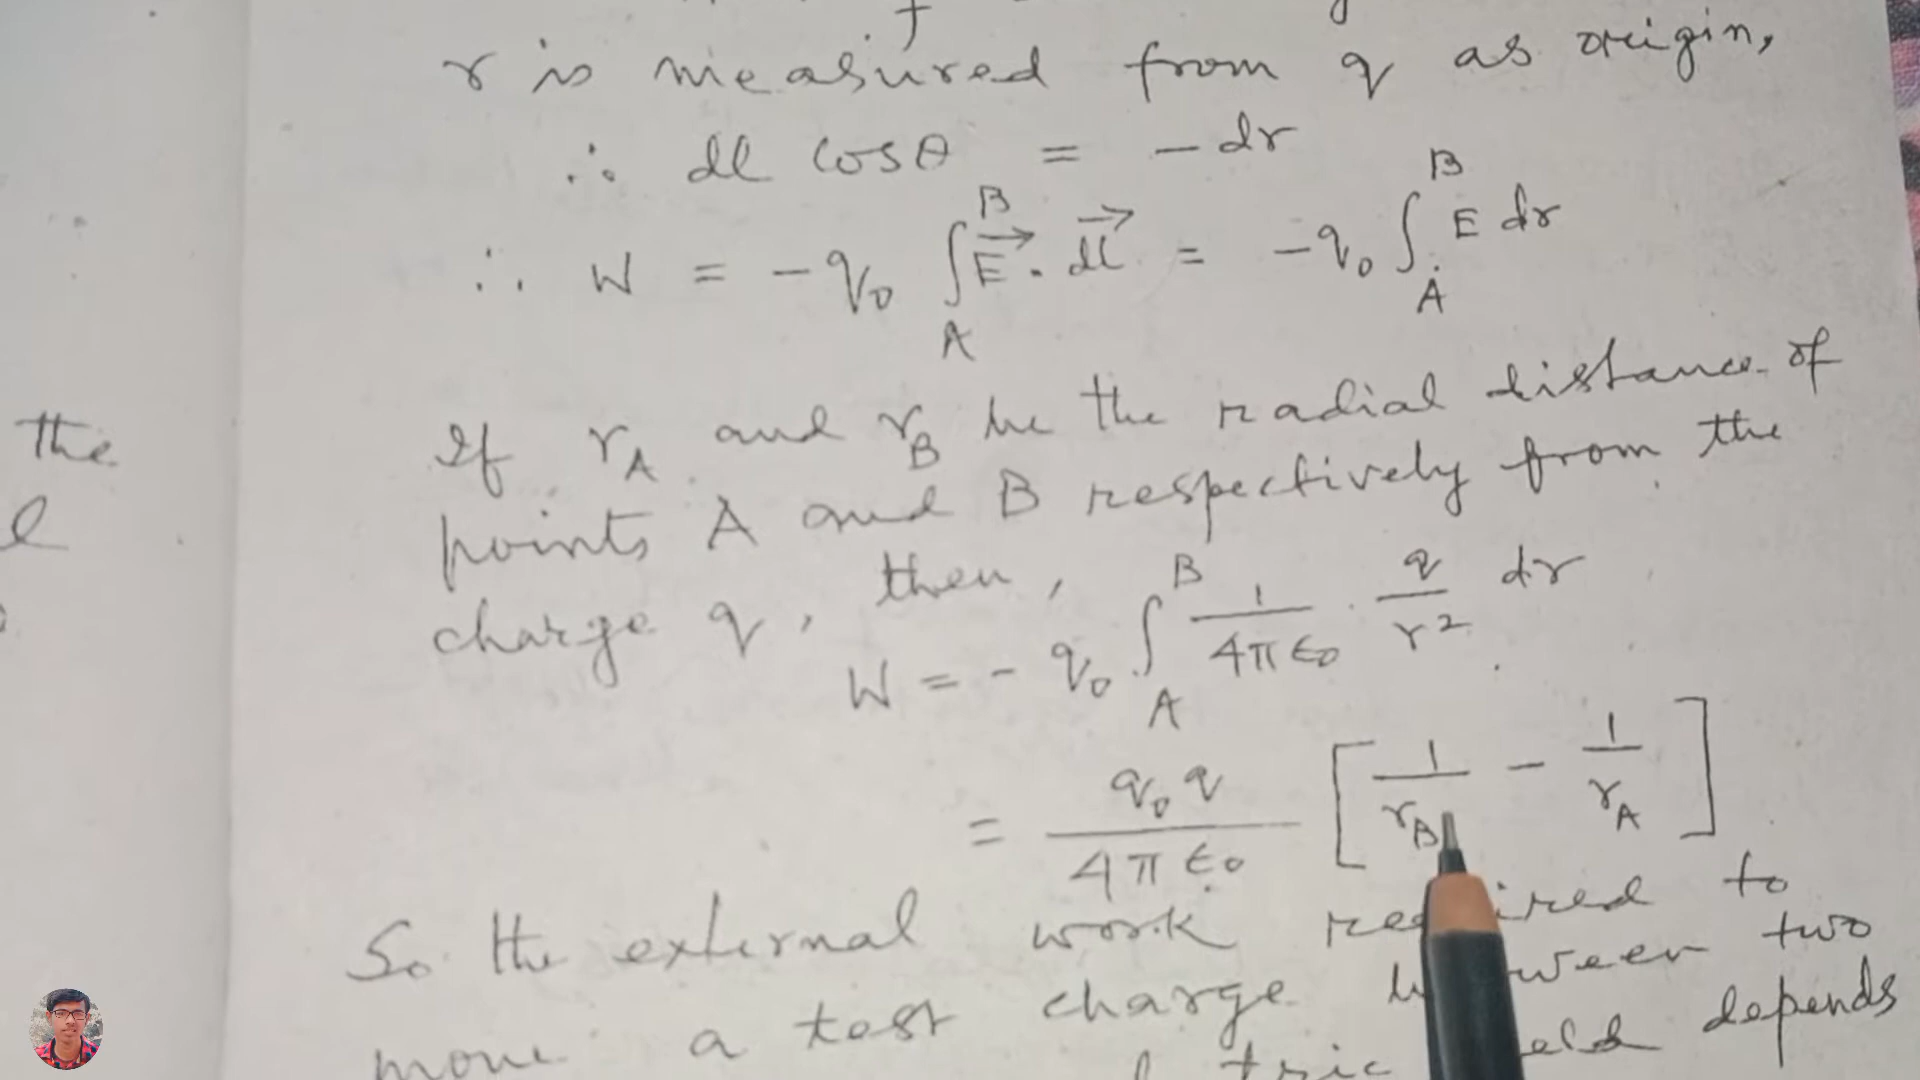 r is measured from q as origin,
∴ dl cosθ = -dr
∴ W = -q₀ ∫_A^B E⃗ . dl⃗ = -q₀ ∫_A^B E dr
If r_A and r_B be the radial distance of
the points A and B respectively from the
l charge q, then,
W = - q₀ ∫_A^B 1/4πϵ₀ . q/r² dr
= q₀q/4πϵ₀ [1/r_B - 1/r_A]
So the external work required to
move a test charge between two
depends